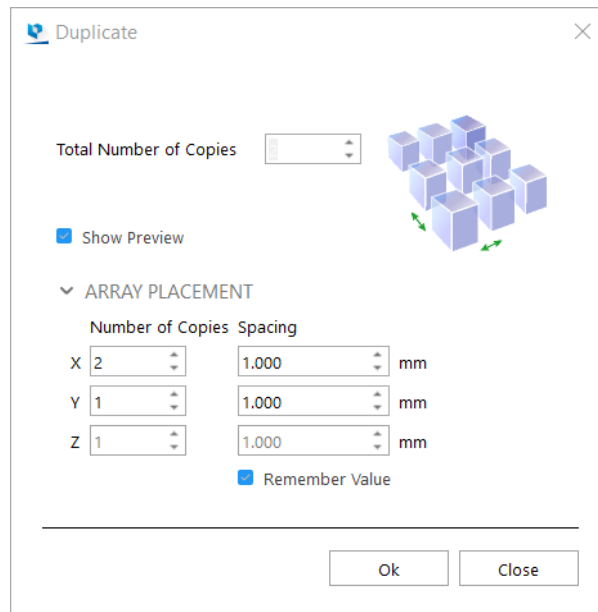 Duplicate
Total Number of Copies
Show Preview
ARRAY PLACEMENT
Number of Copies Spacing
X 2 1.000 mm
Y 1 1.000 mm
Z 1 1.000 mm
Remember Value
Ok Close